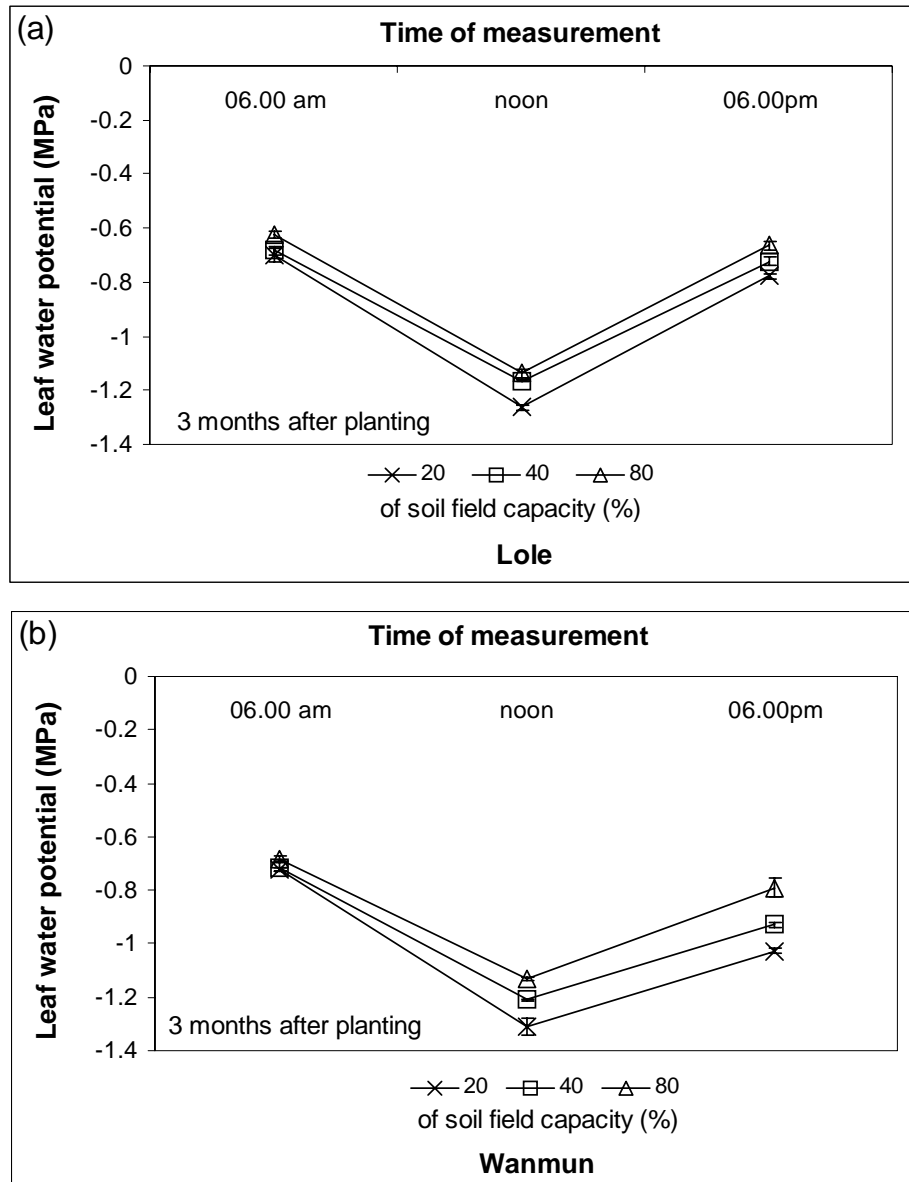 (a)
Time of measurement
0
-0.2
-0.4
-0.6
-0.8
-1
-1.2
-1.4
Leaf water potential (MPa)
06.00 am noon 06.00pm
3 months after planting
20 40 80
of soil field capacity (%)
Lole
(b)
Time of measurement
0
-0.2
-0.4
-0.6
-0.8
-1
-1.2
-1.4
Leaf water potential (MPa)
06.00 am noon 06.00pm
3 months after planting
20 40 80
of soil field capacity (%)
Wanmun